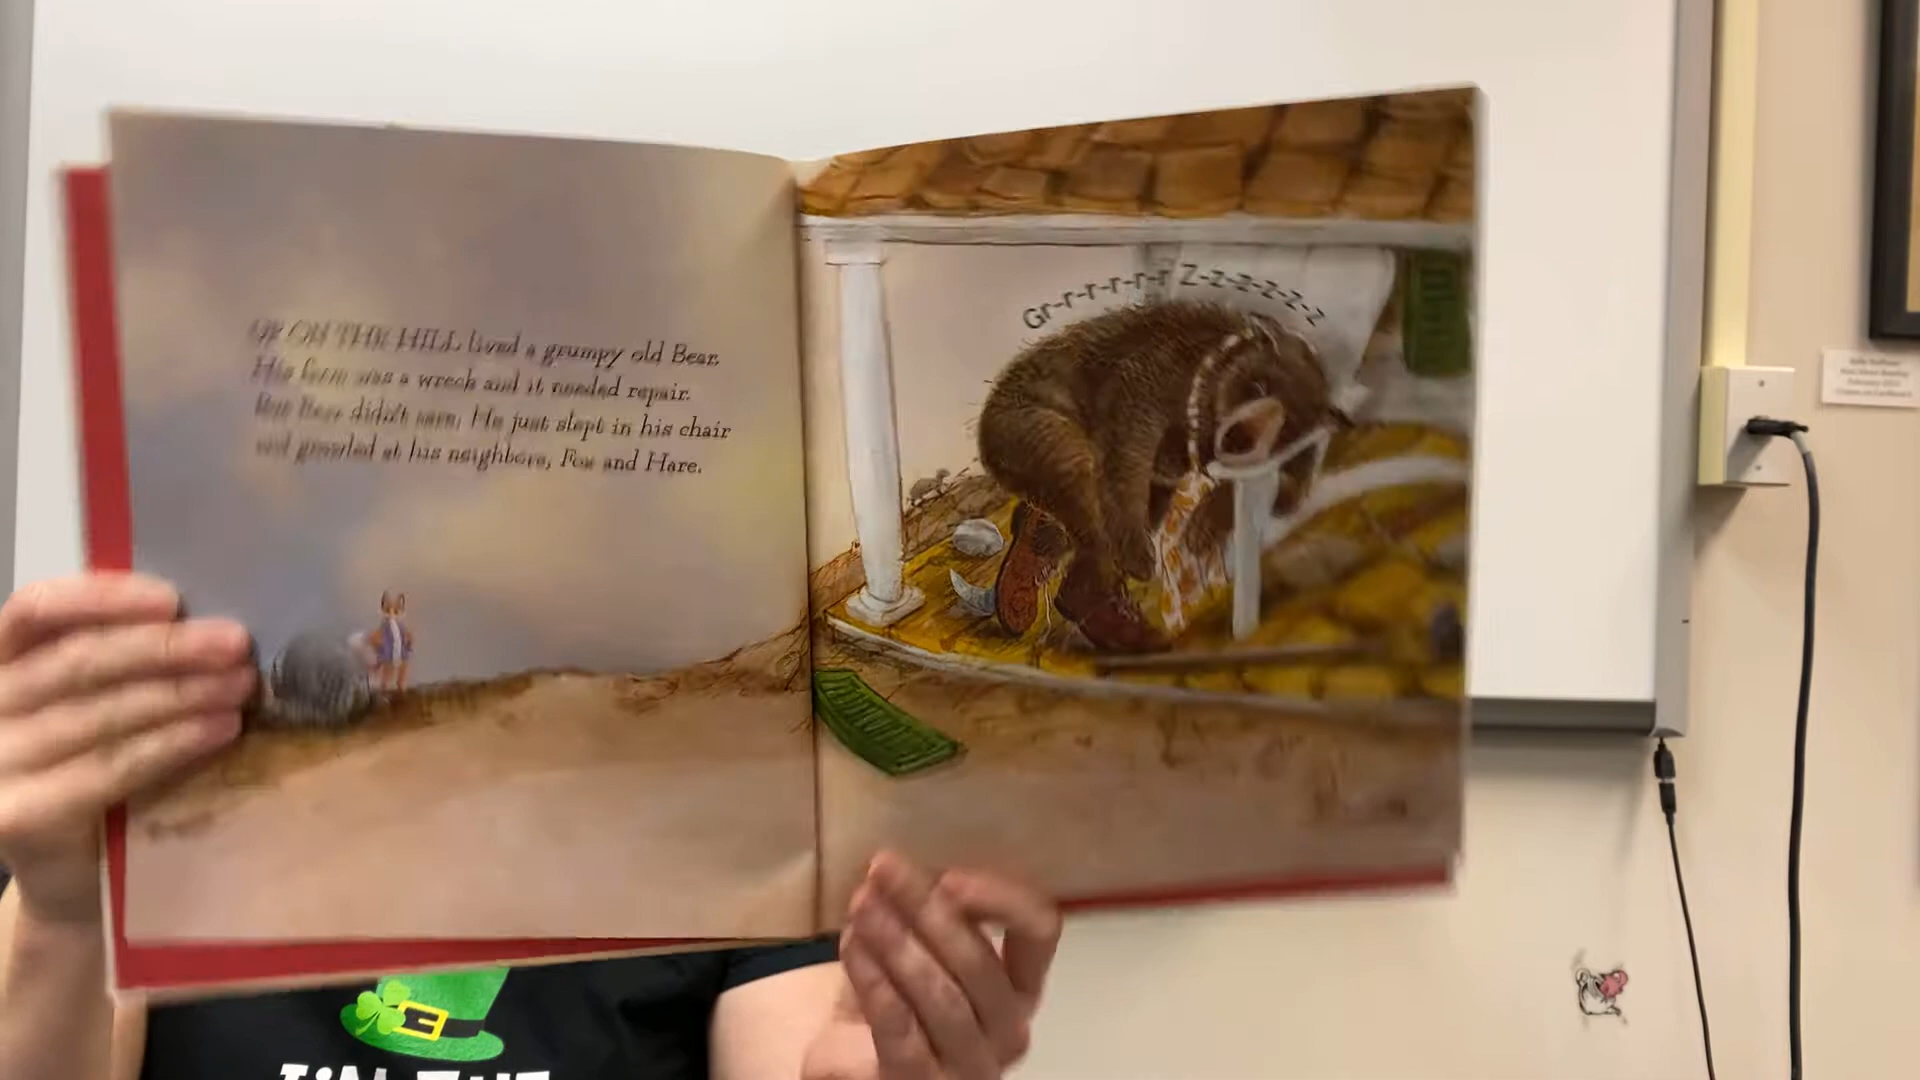 UP ON THE HILL lived a grumpy old Bear.
His farm was a wreck and it needed repair.
But Bear didn't care; He just slept in his chair
and growled at his neighbors, Fox and Hare.
Gr-r-r-r-r-r Z-z-z-z-z-z
I'M THE